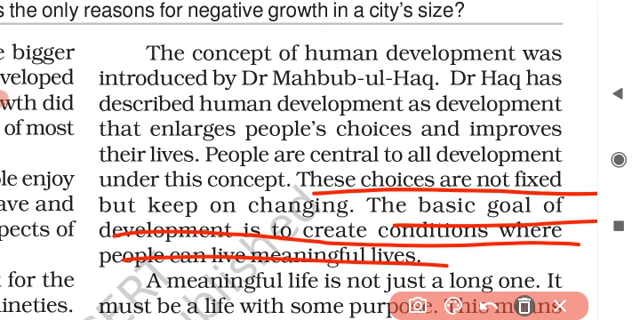 s the only reasons for negative growth in a city's size?
e bigger
veloped
wth did
of most
le enjoy
ave and
pects of
for the
ineties.
The concept of human development was
introduced by Dr Mahbub-ul-Haq. Dr Haq has
described human development as development
that enlarges people's choices and improves
their lives. People are central to all development
under this concept. These choices are not fixed
but keep on changing. The basic goal of
development is to create conditions where
people can live meaningful lives.
A meaningful life is not just a long one. It
must be a life with some purpose. This means